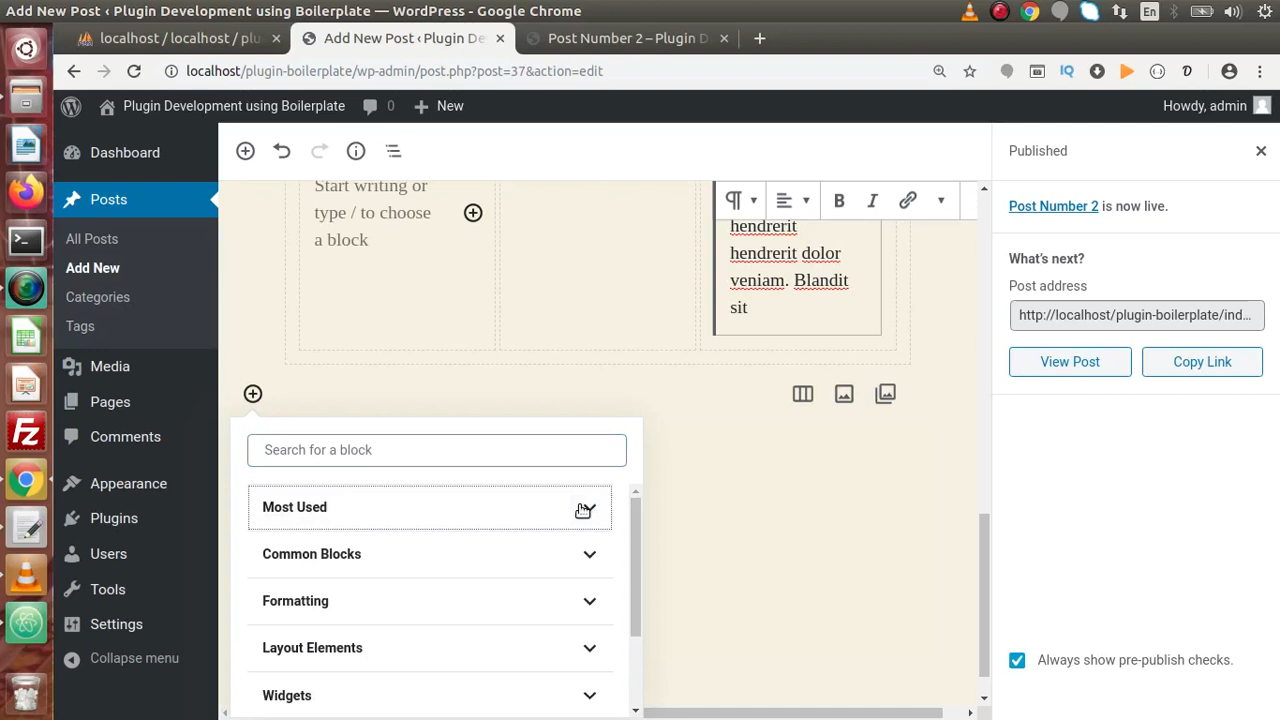 Add New Post ‹ Plugin Development using Boilerplate — WordPress - Google Chrome
En
localhost / localhost / plu
Add New Post ‹ Plugin De
Post Number 2 – Plugin D
localhost/plugin-boilerplate/wp-admin/post.php?post=37&action=edit
IQ
Plugin Development using Boilerplate
0
New
Howdy, admin
Dashboard
Posts
All Posts
Add New
Categories
Tags
Media
Pages
Comments
Appearance
Plugins
Users
Tools
Settings
Collapse menu
Start writing or
type / to choose
a block
B
I
hendrerit
hendrerit dolor
veniam. Blandit
sit
Search for a block
Most Used
Common Blocks
Formatting
Layout Elements
Widgets
Published
Post Number 2 is now live.
What's next?
Post address
http://localhost/plugin-boilerplate/ind...
View Post
Copy Link
Always show pre-publish checks.